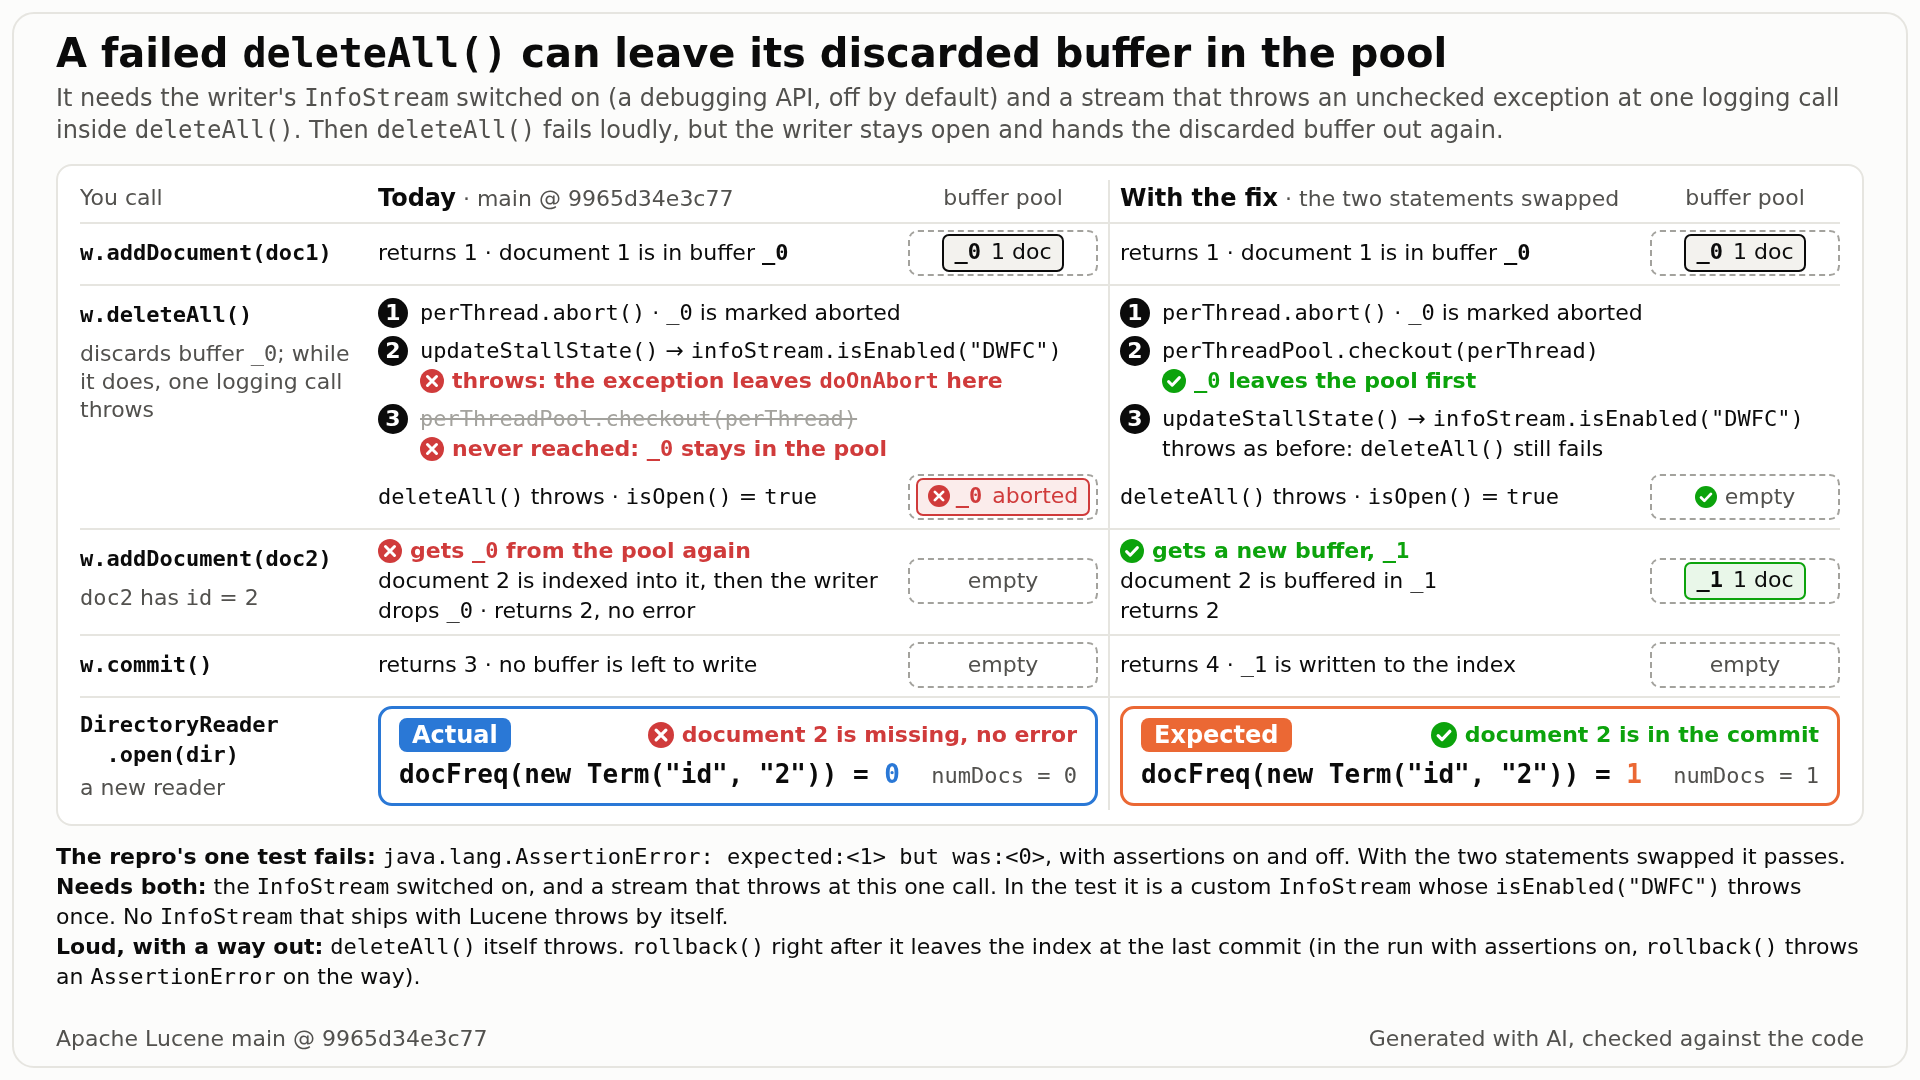 A failed deleteAll() can leave its discarded buffer in the pool
It needs the writer's InfoStream switched on (a debugging API, off by default) and a stream that throws an unchecked exception at one logging call
inside deleteAll(). Then deleteAll() fails loudly, but the writer stays open and hands the discarded buffer out again.
You call
Today · main @ 9965d34e3c77
buffer pool
With the fix · the two statements swapped
buffer pool
w.addDocument(doc1)
returns 1 · document 1 is in buffer _0
_0 1 doc
returns 1 · document 1 is in buffer _0
_0 1 doc
w.deleteAll()
discards buffer _0; while
it does, one logging call
throws
1 perThread.abort() · _0 is marked aborted
2 updateStallState() → infoStream.isEnabled("DWFC")
throws: the exception leaves doOnAbort here
3 perThreadPool.checkout(perThread)
never reached: _0 stays in the pool
deleteAll() throws · isOpen() = true
_0 aborted
1 perThread.abort() · _0 is marked aborted
2 perThreadPool.checkout(perThread)
_0 leaves the pool first
3 updateStallState() → infoStream.isEnabled("DWFC")
throws as before: deleteAll() still fails
deleteAll() throws · isOpen() = true
empty
w.addDocument(doc2)
doc2 has id = 2
gets _0 from the pool again
document 2 is indexed into it, then the writer
drops _0 · returns 2, no error
empty
gets a new buffer, _1
document 2 is buffered in _1
returns 2
_1 1 doc
w.commit()
returns 3 · no buffer is left to write
empty
returns 4 · _1 is written to the index
empty
DirectoryReader
.open(dir)
a new reader
Actual
document 2 is missing, no error
docFreq(new Term("id", "2")) = 0 numDocs = 0
Expected
document 2 is in the commit
docFreq(new Term("id", "2")) = 1 numDocs = 1
The repro's one test fails: java.lang.AssertionError: expected:<1> but was:<0>, with assertions on and off. With the two statements swapped it passes.
Needs both: the InfoStream switched on, and a stream that throws at this one call. In the test it is a custom InfoStream whose isEnabled("DWFC") throws
once. No InfoStream that ships with Lucene throws by itself.
Loud, with a way out: deleteAll() itself throws. rollback() right after it leaves the index at the last commit (in the run with assertions on, rollback() throws
an AssertionError on the way).
Apache Lucene main @ 9965d34e3c77
Generated with AI, checked against the code